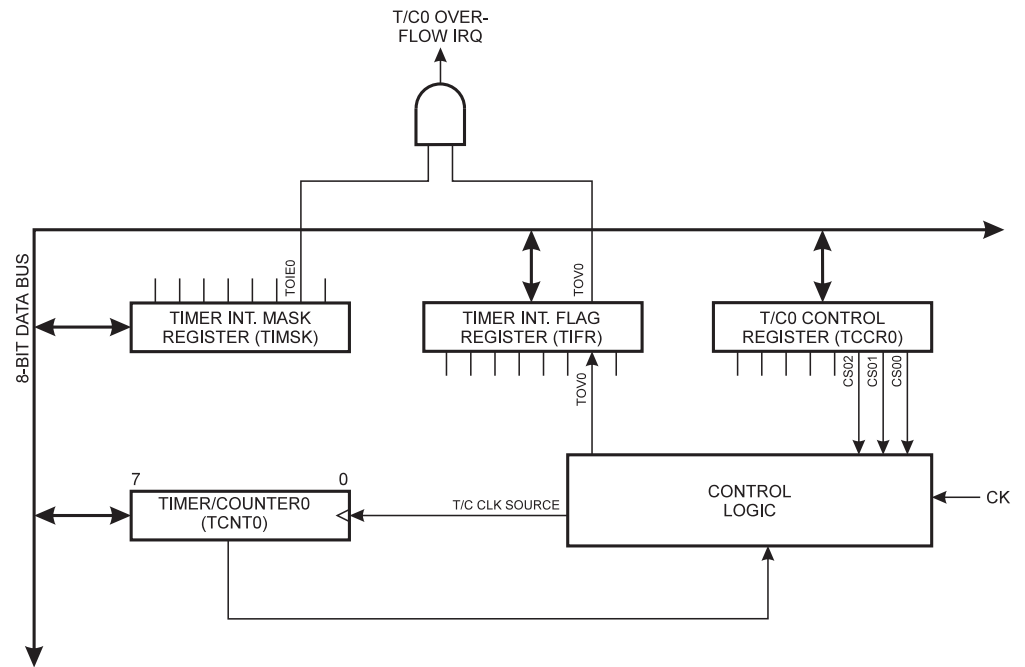 T/C0 OVER-
FLOW IRQ
8-BIT DATA BUS
TOIE0
TOV0
TIMER INT. MASK
REGISTER (TIMSK)
TIMER INT. FLAG
REGISTER (TIFR)
T/C0 CONTROL
REGISTER (TCCR0)
TOV0
CS02
CS01
CS00
7
0
TIMER/COUNTER0
(TCNT0)
T/C CLK SOURCE
CONTROL
LOGIC
CK